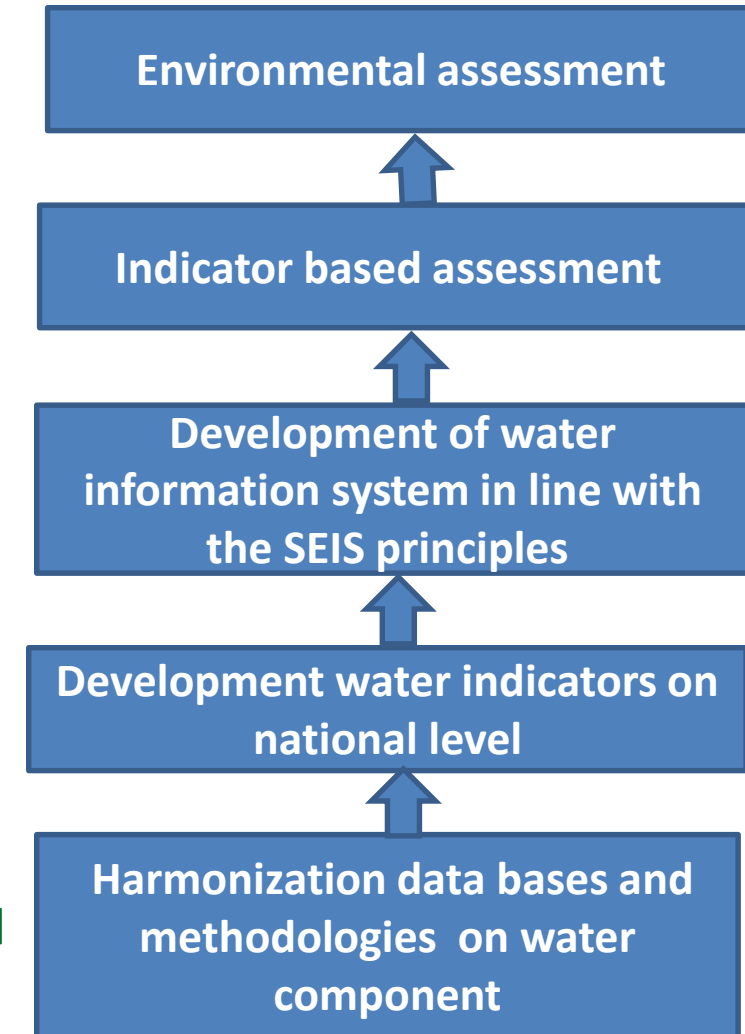 Environmental assessment
Indicator based assessment
Development of water
information system in line with
the SEIS principles
Development water indicators on
national level
Harmonization data bases and
methodologies on water
component